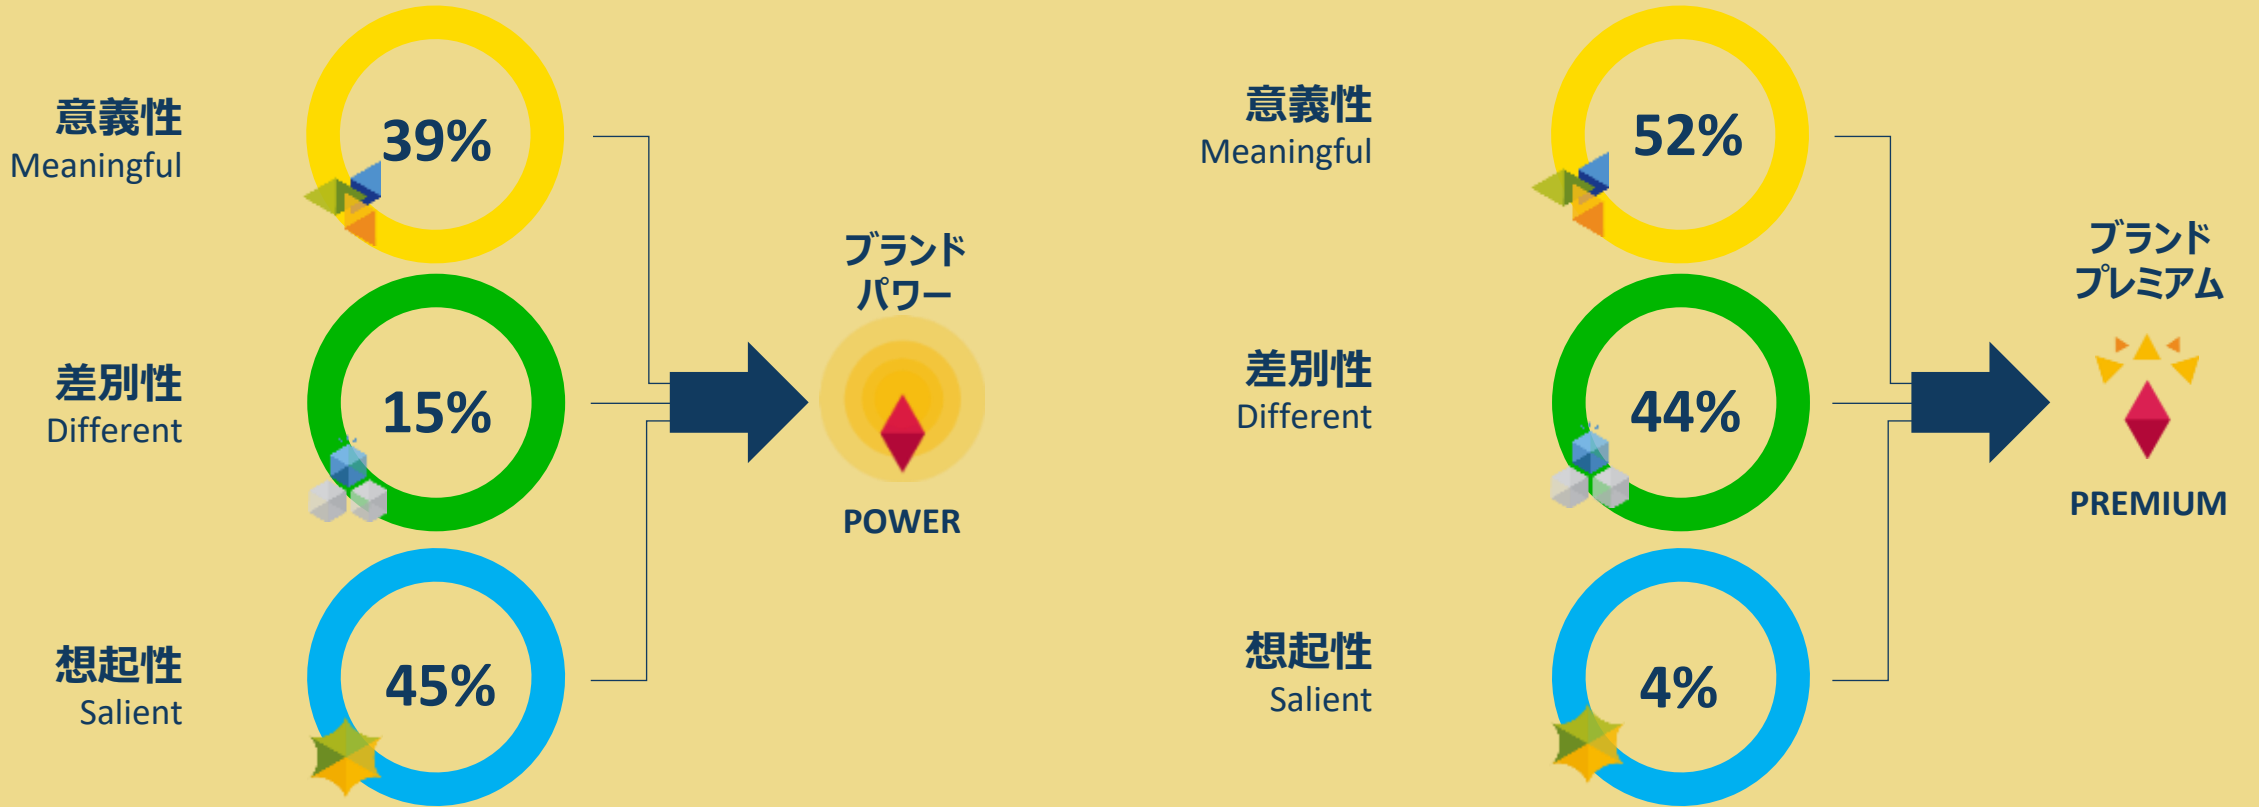 意義性
Meaningful
39%
差別性
Different
15%
想起性
Salient
45%
ブランド
パワー
POWER
意義性
Meaningful
52%
差別性
Different
44%
想起性
Salient
4%
ブランド
プレミアム
PREMIUM